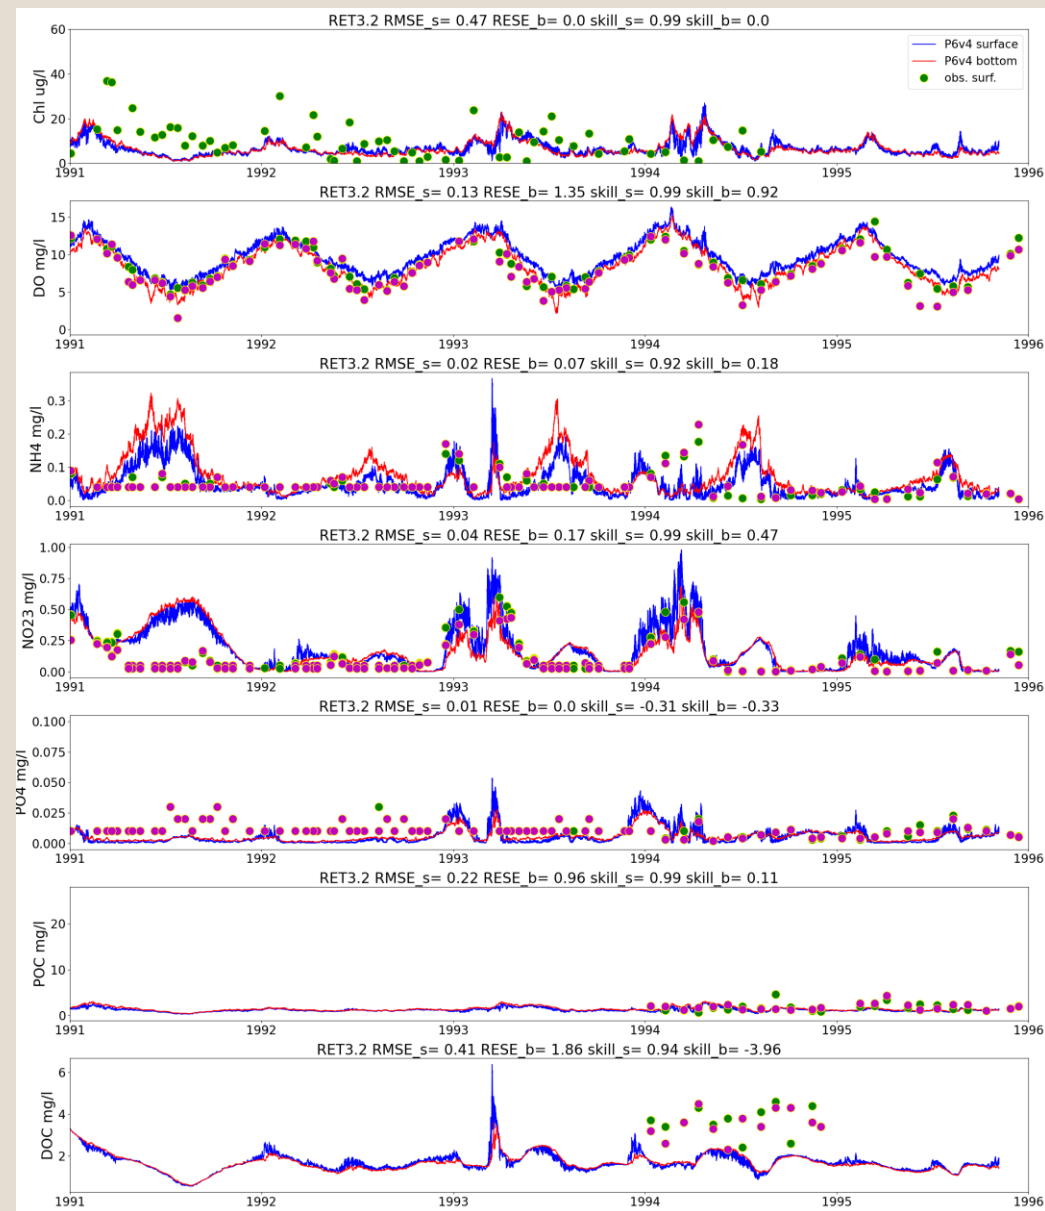 RET3.2 RMSE_s= 0.47 RESE_b= 0.0 skill_s= 0.99 skill_b= 0.0
60
40
20
0
Chl ug/l
P6v4 surface
P6v4 bottom
obs. surf.
1991 1992 1993 1994 1995 1996
RET3.2 RMSE_s= 0.13 RESE_b= 1.35 skill_s= 0.99 skill_b= 0.92
15
10
5
0
DO mg/l
1991 1992 1993 1994 1995 1996
RET3.2 RMSE_s= 0.02 RESE_b= 0.07 skill_s= 0.92 skill_b= 0.18
0.3
0.2
0.1
0.0
NH4 mg/l
1991 1992 1993 1994 1995 1996
RET3.2 RMSE_s= 0.04 RESE_b= 0.17 skill_s= 0.99 skill_b= 0.47
1.00
0.75
0.50
0.25
0.00
NO23 mg/l
1991 1992 1993 1994 1995 1996
RET3.2 RMSE_s= 0.01 RESE_b= 0.0 skill_s= -0.31 skill_b= -0.33
0.100
0.075
0.050
0.025
0.000
PO4 mg/l
1991 1992 1993 1994 1995 1996
RET3.2 RMSE_s= 0.22 RESE_b= 0.96 skill_s= 0.99 skill_b= 0.11
20
10
0
POC mg/l
1991 1992 1993 1994 1995 1996
RET3.2 RMSE_s= 0.41 RESE_b= 1.86 skill_s= 0.94 skill_b= -3.96
6
4
2
DOC mg/l
1991 1992 1993 1994 1995 1996